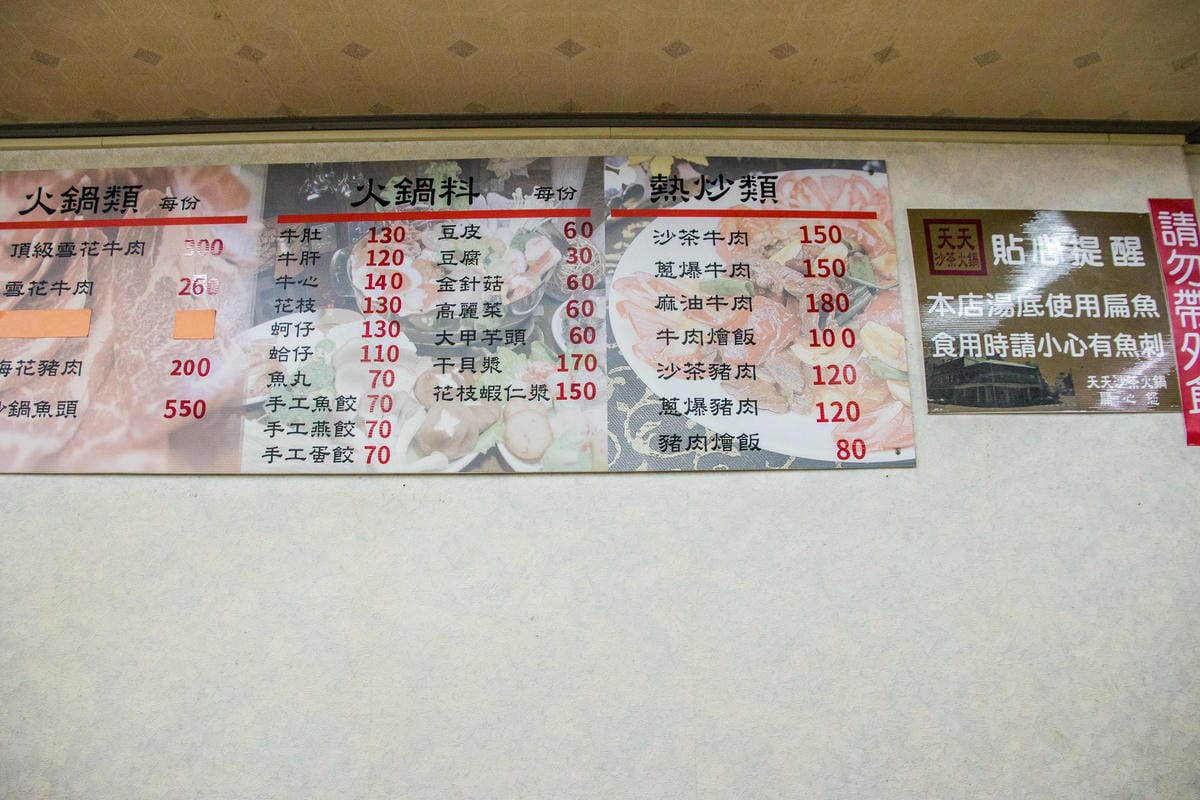 火鍋類 每份
頂級雪花牛肉 300
雪花牛肉 260
梅花豬肉 200
沙鍋魚頭 550
火鍋料 每份
牛肚 130
牛肝 120
牛心 140
花枝 130
蚵仔 130
蛤仔 110
魚丸 70
手工魚餃 70
手工燕餃 70
手工蛋餃 70
豆皮 60
豆腐 30
金針菇 60
高麗菜 60
大甲芋頭 60
干貝漿 170
花枝蝦仁漿 150
熱炒類
沙茶牛肉 150
蔥爆牛肉 150
麻油牛肉 180
牛肉燴飯 100
沙茶豬肉 120
蔥爆豬肉 120
豬肉燴飯 80
天天
沙茶火鍋
貼心提醒
本店湯底使用扁魚
食用時請小心有魚刺
天天沙茶火鍋
關心您
請勿帶外食